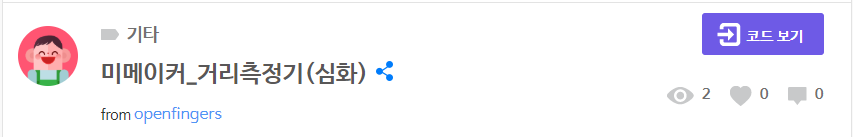 기타
코드 보기
미메이커_거리측정기(심화)
2 0 0
from openfingers